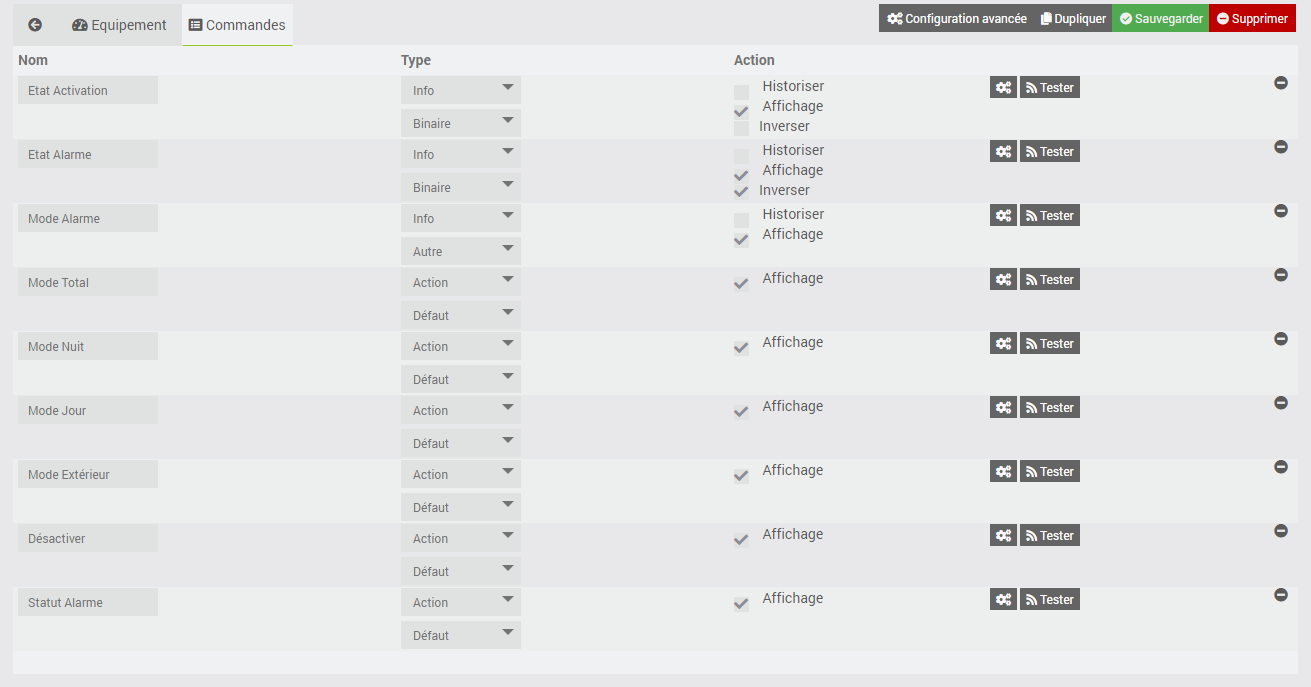 Equipement Commandes Configuration avancée Dupliquer Sauvegarder Supprimer
Nom Type Action
Etat Activation Info Historiser Tester
Affichage
Binaire Inverser
Etat Alarme Info Historiser Tester
Affichage
Binaire Inverser
Mode Alarme Info Historiser Tester
Affichage
Autre
Mode Total Action Affichage Tester
Défaut
Mode Nuit Action Affichage Tester
Défaut
Mode Jour Action Affichage Tester
Défaut
Mode Extérieur Action Affichage Tester
Défaut
Désactiver Action Affichage Tester
Défaut
Statut Alarme Action Affichage Tester
Défaut